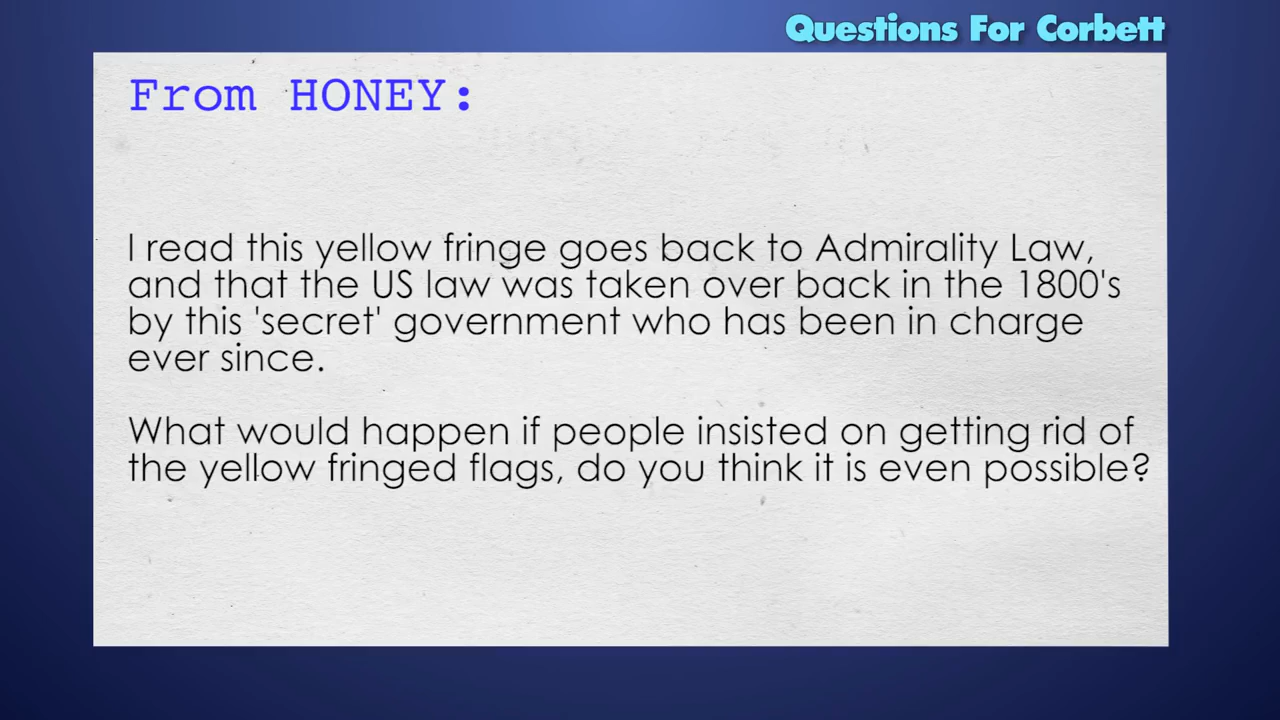 Questions For Corbett
From HONEY:
I read this yellow fringe goes back to Admirality Law,
and that the US law was taken over back in the 1800's
by this 'secret' government who has been in charge
ever since.
What would happen if people insisted on getting rid of
the yellow fringed flags, do you think it is even possible?